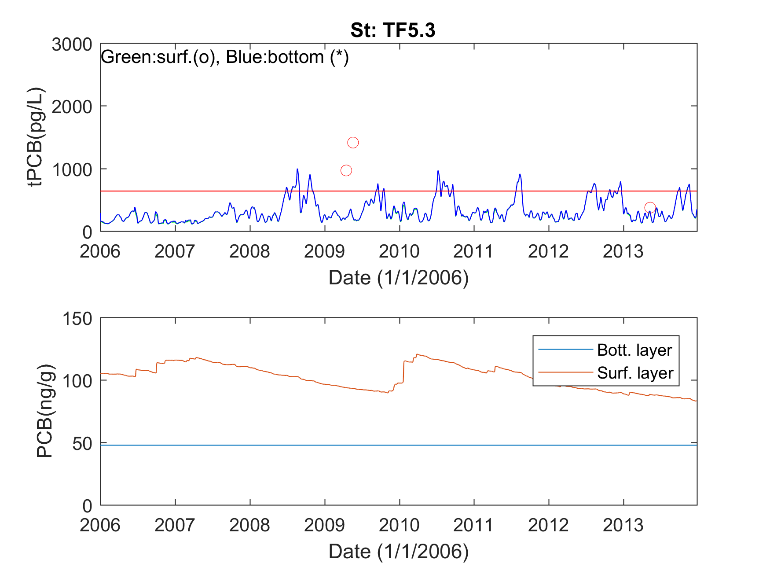 St: TF5.3
3000
Green:surf.(o), Blue:bottom (*)
2000
1000
0
tPCB(pg/L)
2006 2007 2008 2009 2010 2011 2012 2013
Date (1/1/2006)
150
Bott. layer
Surf. layer
100
50
0
PCB(ng/g)
2006 2007 2008 2009 2010 2011 2012 2013
Date (1/1/2006)